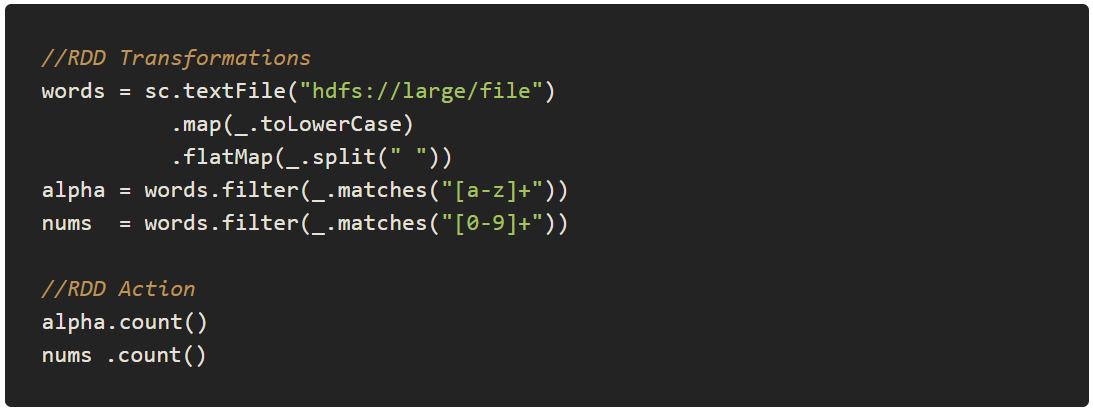 //RDD Transformations
words = sc.textFile("hdfs://large/file")
          .map(_.toLowerCase)
          .flatMap(_.split(" "))
alpha = words.filter(_.matches("[a-z]+"))
nums  = words.filter(_.matches("[0-9]+"))

//RDD Action
alpha.count()
nums .count()